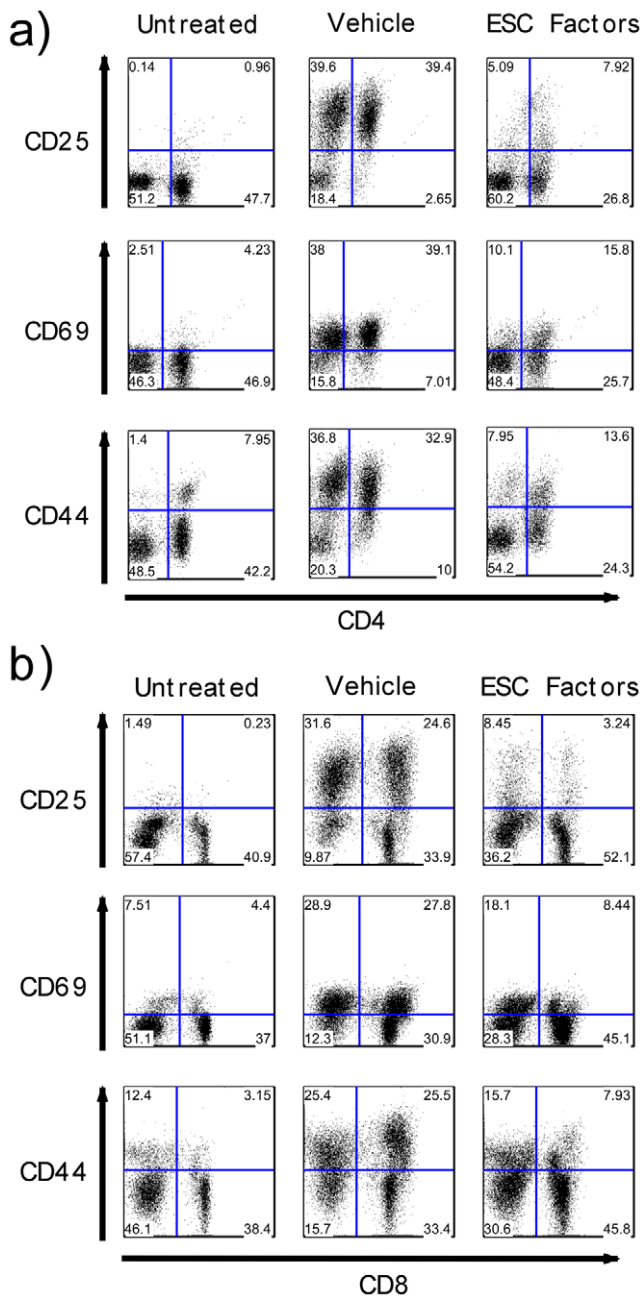 a)
Untreated Vehicle ESC Factors
0.14 0.96 39.6 39.4 5.09 7.92
CD25
51.2 47.7 18.4 2.65 60.2 26.8
2.51 4.23 38 39.1 10.1 15.8
CD69
46.3 46.9 15.8 7.01 48.4 25.7
1.4 7.95 36.8 32.9 7.95 13.6
CD44
48.5 42.2 20.3 10 54.2 24.3
CD4
b)
Untreated Vehicle ESC Factors
1.49 0.23 31.6 24.6 8.45 3.24
CD25
57.4 40.9 9.87 33.9 36.2 52.1
7.51 4.4 28.9 27.8 18.1 8.44
CD69
51.1 37 12.3 30.9 28.3 45.1
12.4 3.15 25.4 25.5 15.7 7.93
CD44
46.1 38.4 15.7 33.4 30.6 45.8
CD8